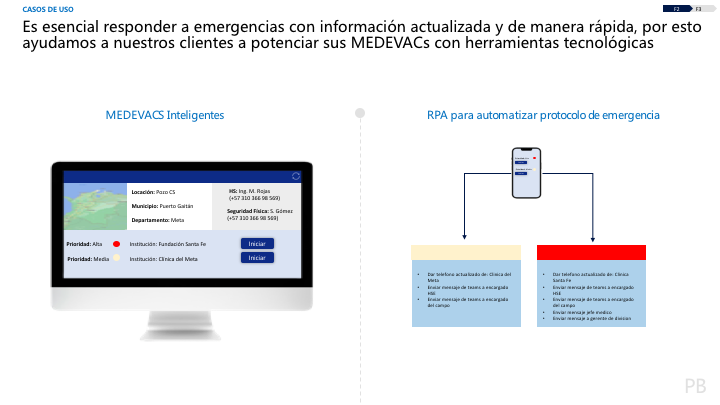 CASOS DE USO
F2
F3
Es esencial responder a emergencias con información actualizada y de manera rápida, por esto
ayudamos a nuestros clientes a potenciar sus MEDEVACs con herramientas tecnológicas
MEDEVACS Inteligentes
Locación: Pozo CS
Municipio: Puerto Gaitán
Departamento: Meta
HS: Ing. M. Rojas
(+57 310 366 98 569)
Seguridad Física: S. Gómez
(+57 310 366 98 569)
Prioridad: Alta
Institución: Fundación Santa Fe
Iniciar
Prioridad: Media
Institución: Clínica del Meta
Iniciar
RPA para automatizar protocolo de emergencia
• Dar teléfono actualizado de: Clínica del
Meta
• Enviar mensaje de teams a encargado
HSE
• Enviar mensaje de teams a encargado
del campo
• Dar teléfono actualizado de: Clínica
Santa Fe
• Enviar mensaje de teams a encargado
HSE
• Enviar mensaje de teams a encargado
del campo
• Enviar mensaje jefe medico
• Enviar mensaje a gerente de division
PB